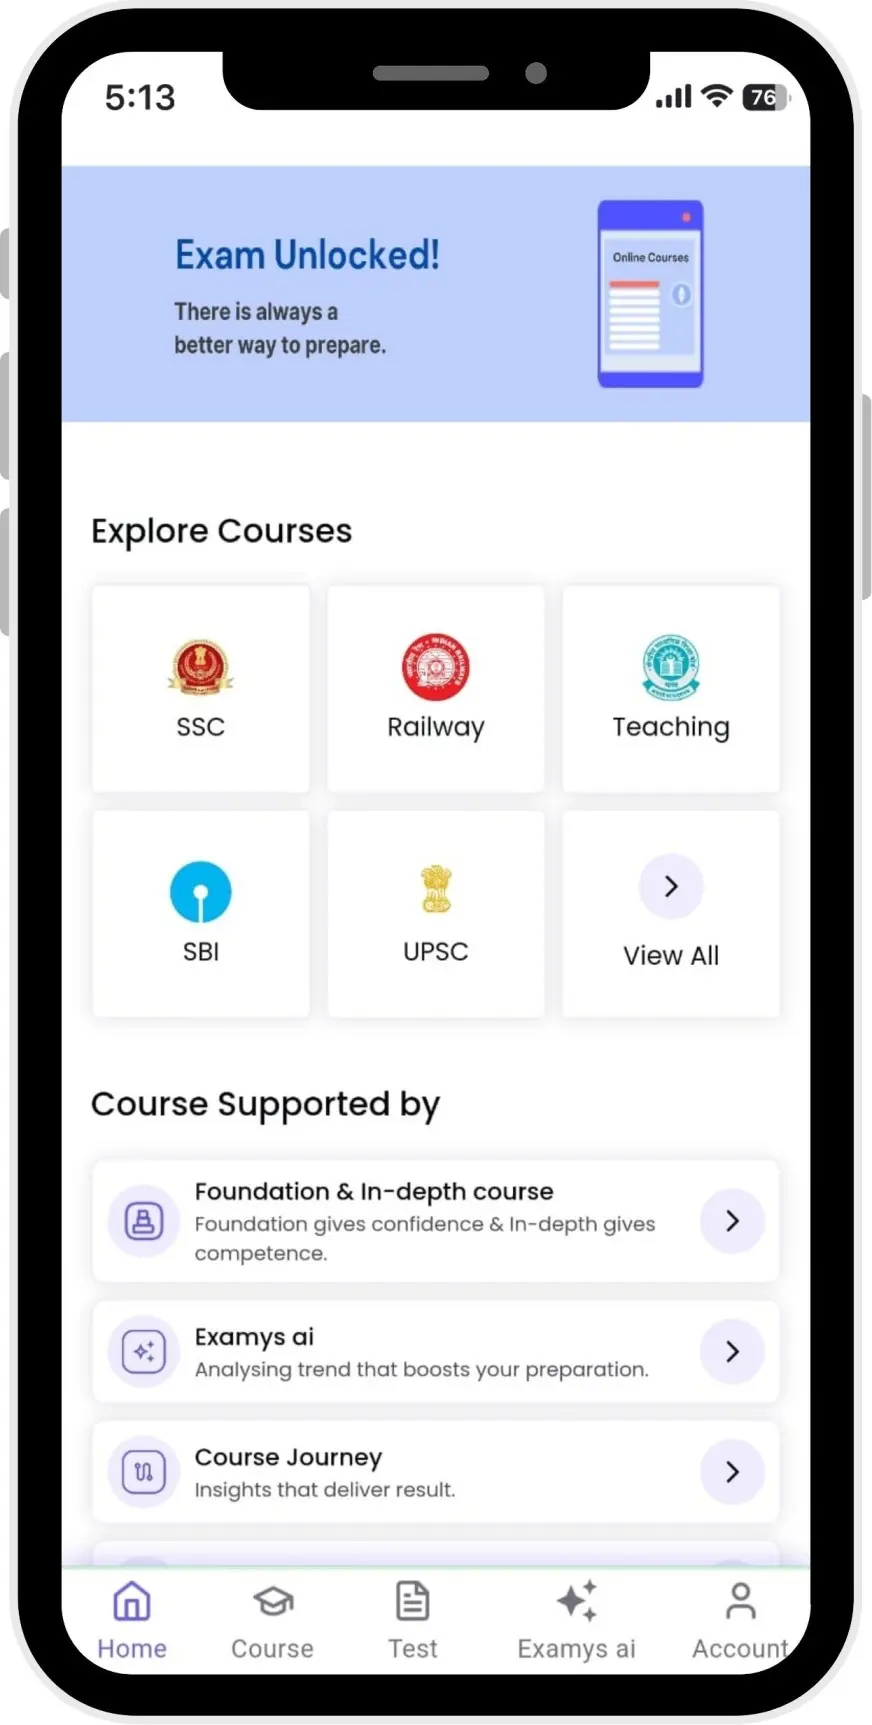 5:13
76
Exam Unlocked!
There is always a
better way to prepare.
Online Courses
Explore Courses
SSC
Railway
Teaching
SBI
UPSC
View All
Course Supported by
Foundation & In-depth course
Foundation gives confidence & In-depth gives
competence.
Examys ai
Analysing trend that boosts your preparation.
Course Journey
Insights that deliver result.
Home
Course
Test
Examys ai
Account